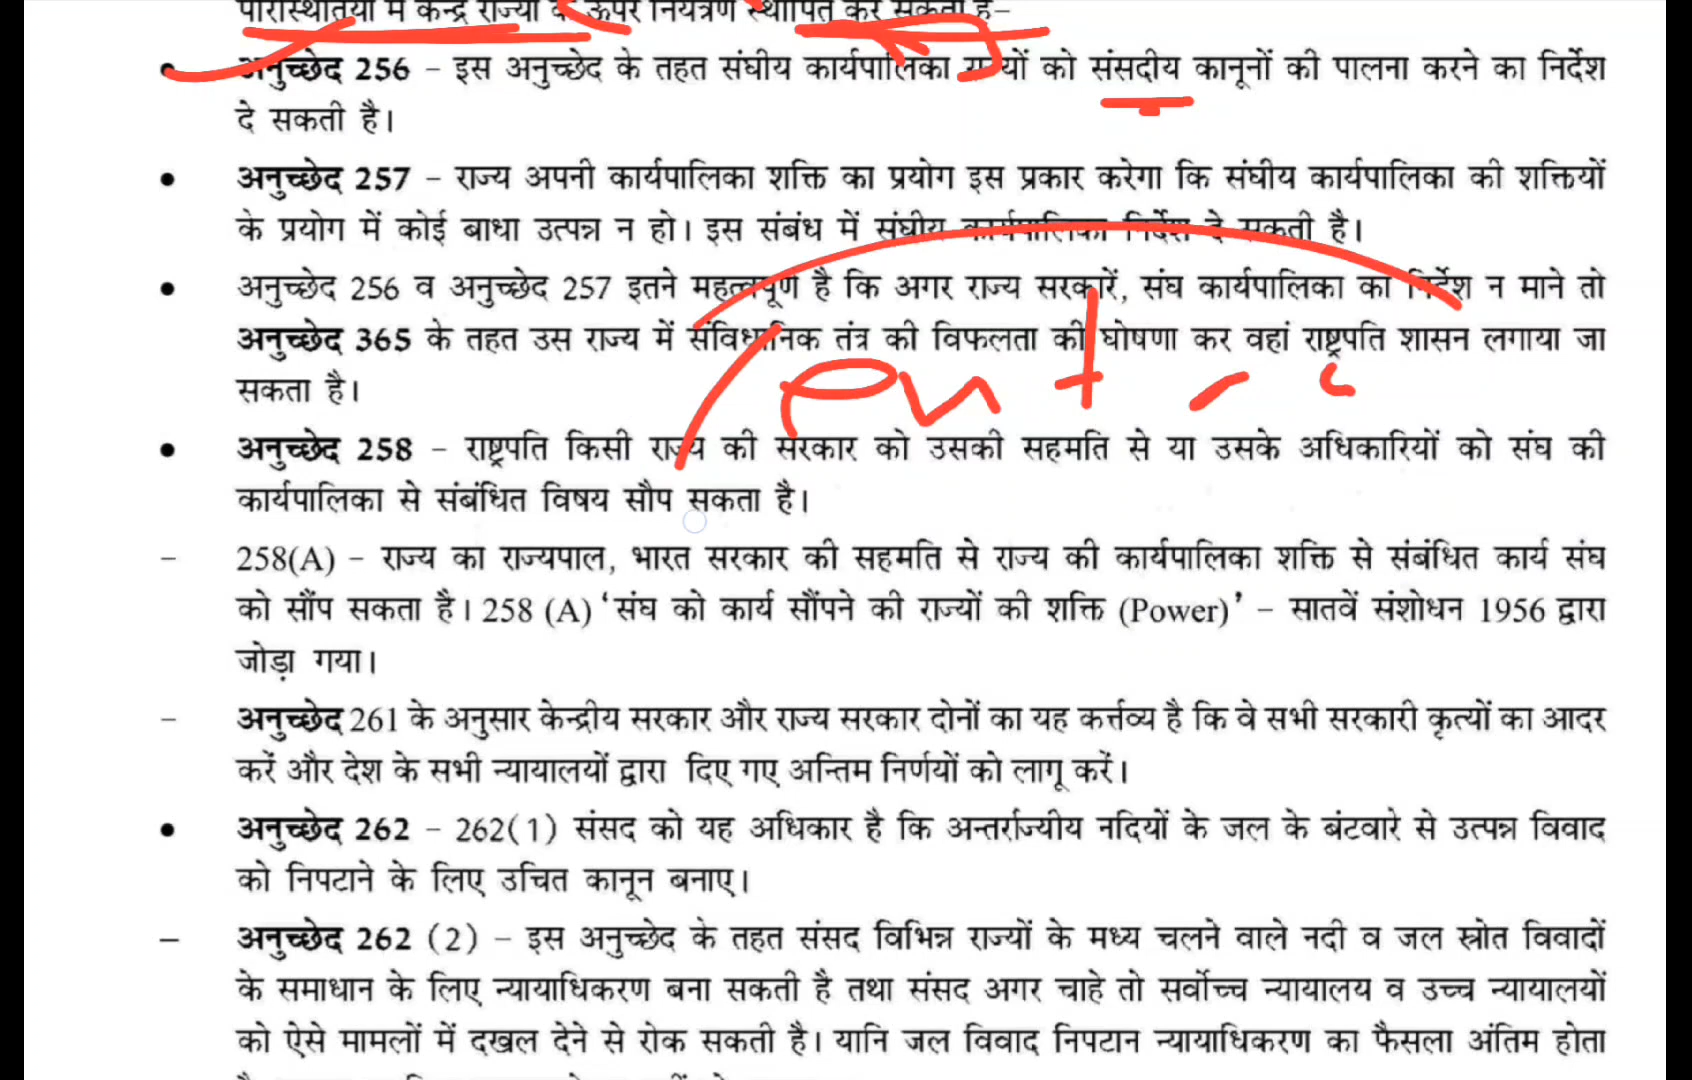 परिस्थितियों में केन्द्र राज्यों के ऊपर नियंत्रण स्थापित कर सकता है–
• अनुच्छेद 256 – इस अनुच्छेद के तहत संघीय कार्यपालिका राज्यों को संसदीय कानूनों की पालना करने का निर्देश
दे सकती है।
• अनुच्छेद 257 – राज्य अपनी कार्यपालिका शक्ति का प्रयोग इस प्रकार करेगा कि संघीय कार्यपालिका की शक्तियों
के प्रयोग में कोई बाधा उत्पन्न न हो। इस संबंध में संघीय कार्यपालिका निर्देश दे सकती है।
• अनुच्छेद 256 व अनुच्छेद 257 इतने महत्वपूर्ण है कि अगर राज्य सरकारें, संघ कार्यपालिका का निर्देश न माने तो
अनुच्छेद 365 के तहत उस राज्य में संविधानिक तंत्र की विफलता की घोषणा कर वहां राष्ट्रपति शासन लगाया जा
सकता है।
• अनुच्छेद 258 – राष्ट्रपति किसी राज्य की सरकार को उसकी सहमति से या उसके अधिकारियों को संघ की
कार्यपालिका से संबंधित विषय सौप सकता है।
– 258(A) – राज्य का राज्यपाल, भारत सरकार की सहमति से राज्य की कार्यपालिका शक्ति से संबंधित कार्य संघ
को सौंप सकता है। 258 (A) ‘संघ को कार्य सौंपने की राज्यों की शक्ति (Power)’ – सातवें संशोधन 1956 द्वारा
जोड़ा गया।
– अनुच्छेद 261 के अनुसार केन्द्रीय सरकार और राज्य सरकार दोनों का यह कर्त्तव्य है कि वे सभी सरकारी कृत्यों का आदर
करें और देश के सभी न्यायालयों द्वारा दिए गए अन्तिम निर्णयों को लागू करें।
• अनुच्छेद 262 – 262(1) संसद को यह अधिकार है कि अन्तर्राज्यीय नदियों के जल के बंटवारे से उत्पन्न विवाद
को निपटाने के लिए उचित कानून बनाए।
– अनुच्छेद 262 (2) – इस अनुच्छेद के तहत संसद विभिन्न राज्यों के मध्य चलने वाले नदी व जल स्रोत विवादों
के समाधान के लिए न्यायाधिकरण बना सकती है तथा संसद अगर चाहे तो सर्वोच्च न्यायालय व उच्च न्यायालयों
को ऐसे मामलों में दखल देने से रोक सकती है। यानि जल विवाद निपटान न्यायाधिकरण का फैसला अंतिम होता